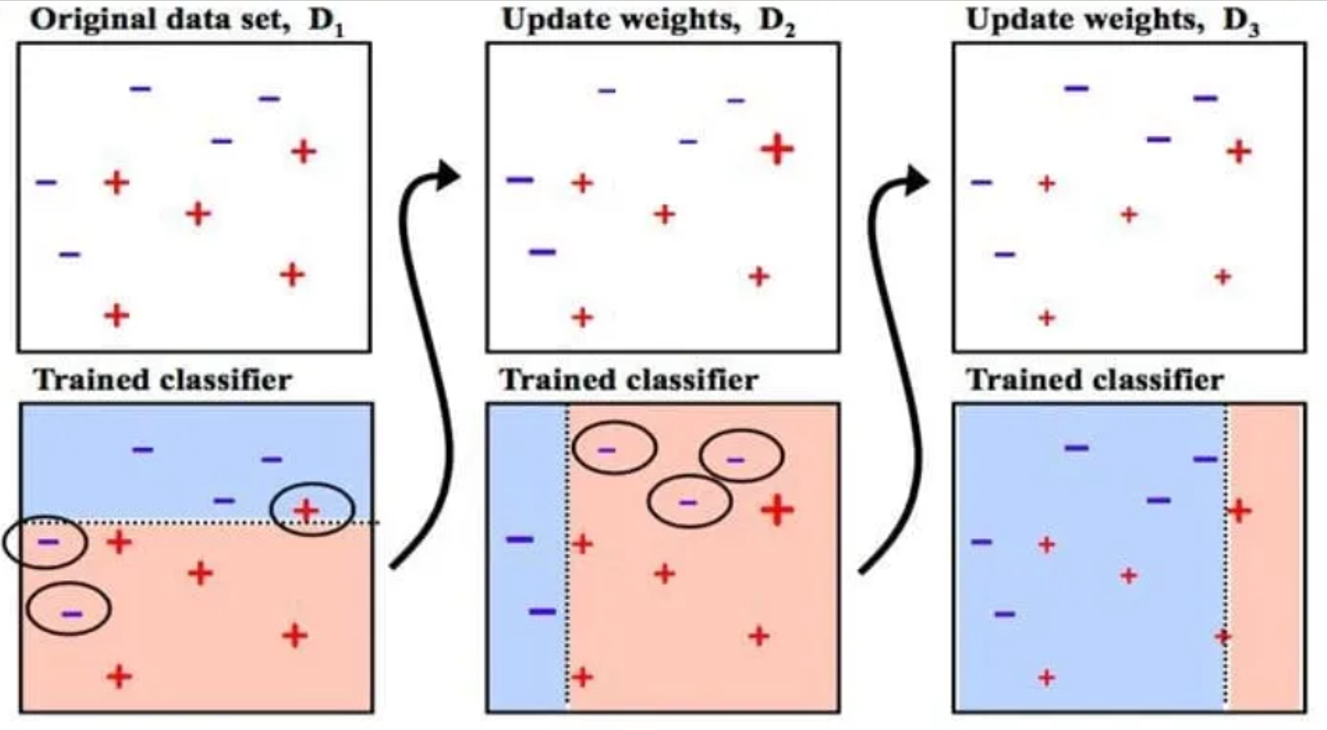 Original data set, D₁
Update weights, D₂
Update weights, D₃
Trained classifier
Trained classifier
Trained classifier